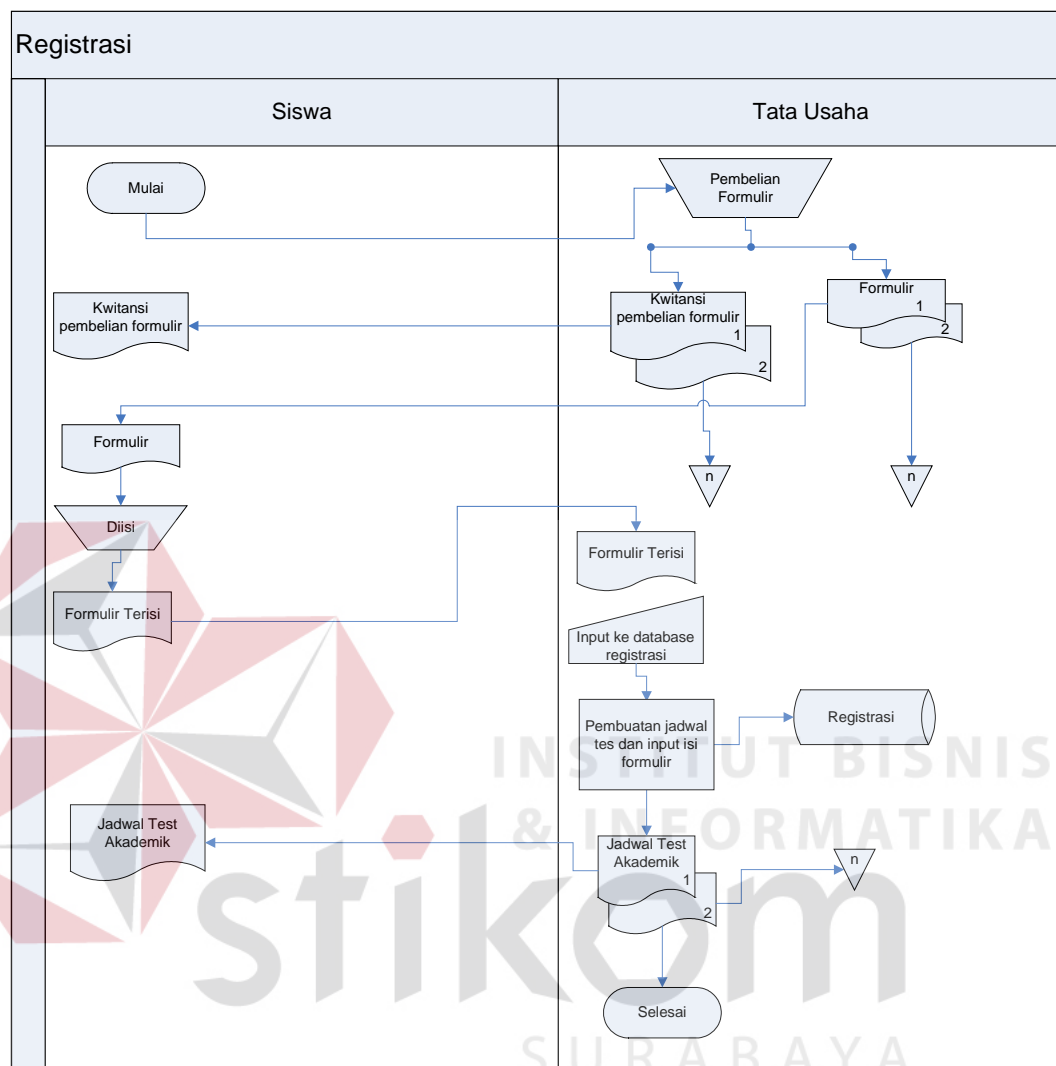 Registrasi
Siswa
Tata Usaha
Mulai
Pembelian
Formulir
Kwitansi
pembelian formulir
Kwitansi
pembelian formulir
1
2
Formulir
1
2
Formulir
n
n
Diisi
Formulir Terisi
Formulir Terisi
Input ke database
registrasi
Pembuatan jadwal
tes dan input isi
formulir
Registrasi
Jadwal Test
Akademik
Jadwal Test
Akademik
1
2
n
Selesai
INSTITUT BISNIS
& INFORMATIKA
stikom
SURABAYA